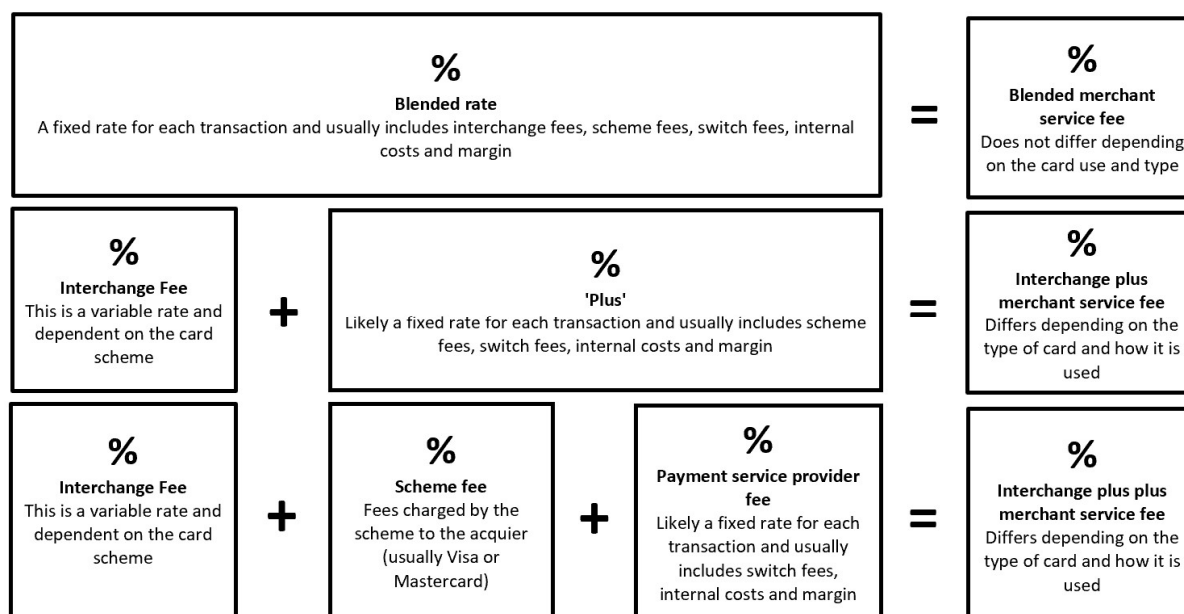 %
Blended rate
A fixed rate for each transaction and usually includes interchange fees, scheme fees, switch fees, internal
costs and margin
=
%
Blended merchant
service fee
Does not differ depending
on the card use and type
%
Interchange Fee
This is a variable rate and
dependent on the card
scheme
+
%
'Plus'
Likely a fixed rate for each transaction and usually includes scheme
fees, switch fees, internal costs and margin
=
%
Interchange plus
merchant service fee
Differs depending on the
type of card and how it is
used
%
Interchange Fee
This is a variable rate and
dependent on the card
scheme
+
%
Scheme fee
Fees charged by the
scheme to the acquier
(usually Visa or
Mastercard)
+
%
Payment service provider
fee
Likely a fixed rate for each
transaction and usually
includes switch fees,
internal costs and margin
=
%
Interchange plus plus
merchant service fee
Differs depending on the
type of card and how it is
used